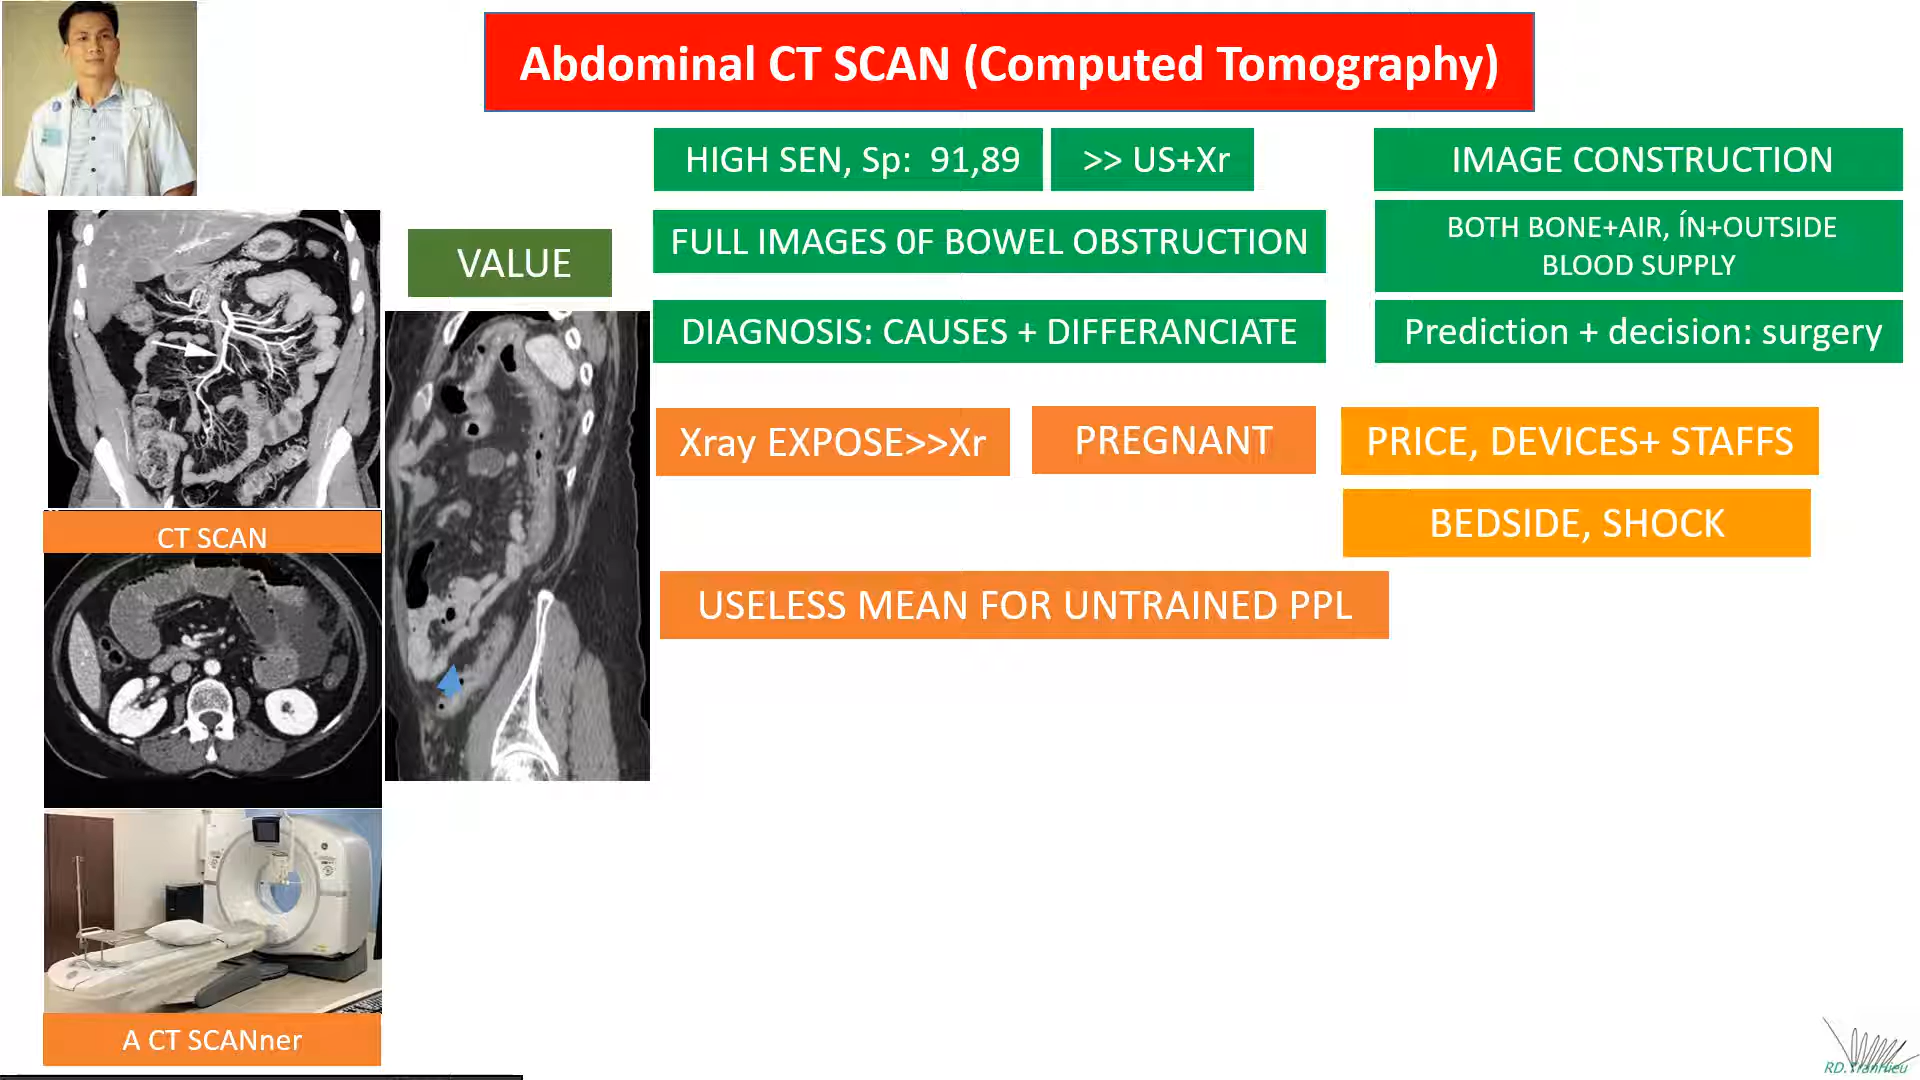 Abdominal CT SCAN (Computed Tomography)
HIGH SEN, Sp: 91,89
>> US+Xr
IMAGE CONSTRUCTION
VALUE
FULL IMAGES 0F BOWEL OBSTRUCTION
BOTH BONE+AIR, ÍN+OUTSIDE
BLOOD SUPPLY
DIAGNOSIS: CAUSES + DIFFERANCIATE
Prediction + decision: surgery
Xray EXPOSE>>Xr
PREGNANT
PRICE, DEVICES+ STAFFS
BEDSIDE, SHOCK
CT SCAN
USELESS MEAN FOR UNTRAINED PPL
A CT SCANner
RD.TranHieu